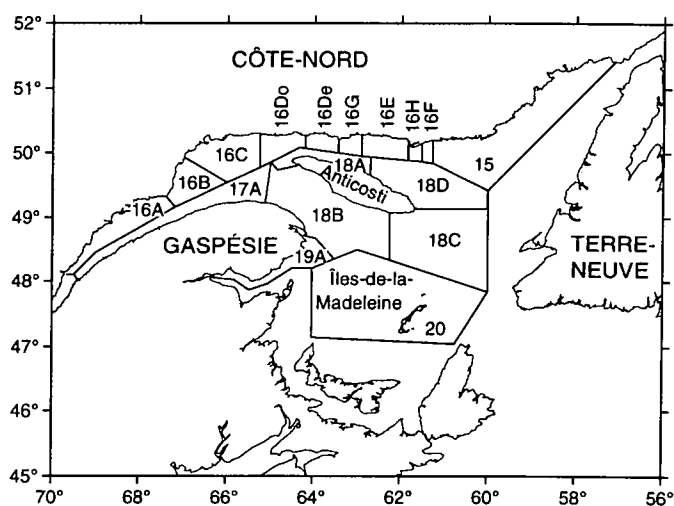 52°
51°
50°
49°
48°
47°
46°
45°
70° 68° 66° 64° 62° 60° 58° 56°
CÔTE-NORD
16Do
16De
16G
16E
16H
16F
16C
16B
16A
17A
18A
Anticosti
18D
15
18B
18C
GASPÉSIE
19A
TERRE-
NEUVE
Îles-de-la-
Madeleine
20